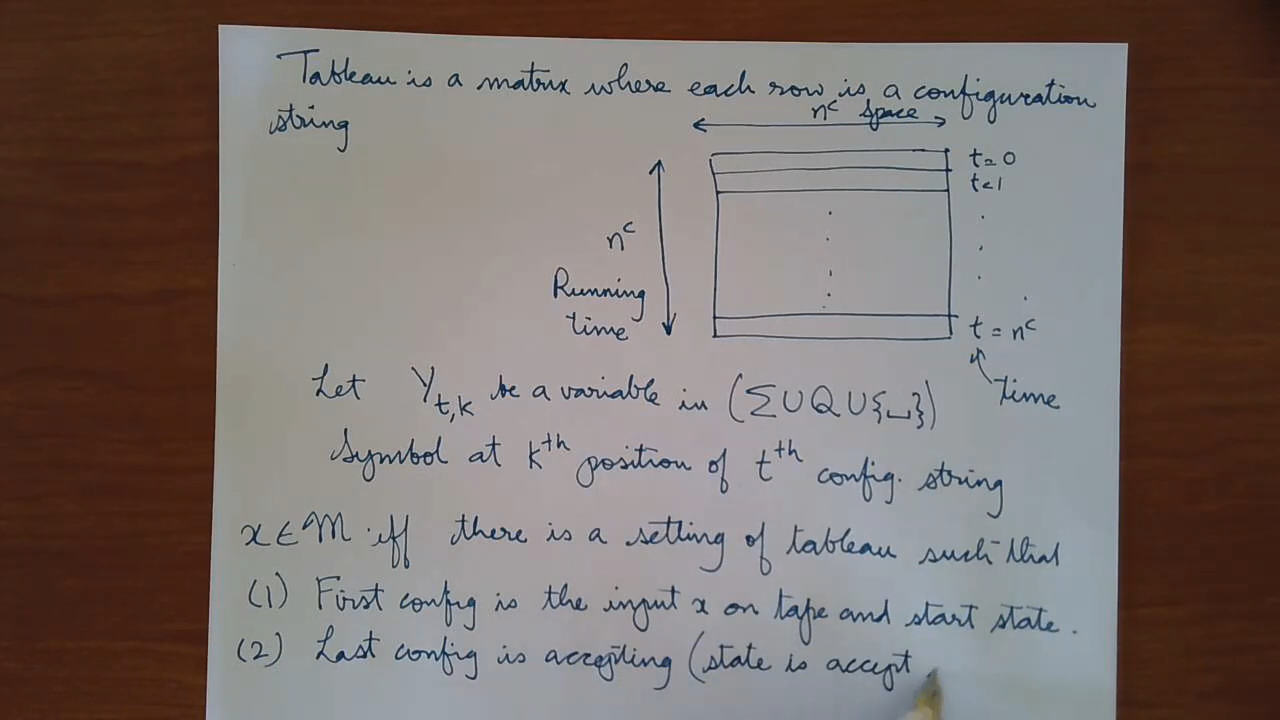 Tableau is a matrix where each row is a configuration
string
n^c space
t=0
t=1
n^c
Running
time
t = n^c
time
Let Y_{t,k} be a variable in (Σ∪Q∪{⊔})
Symbol at k^th position of t^th config. string
x∈M iff there is a setting of tableau such that
(1) First config is the input x on tape and start state.
(2) Last config is accepting (state is accept